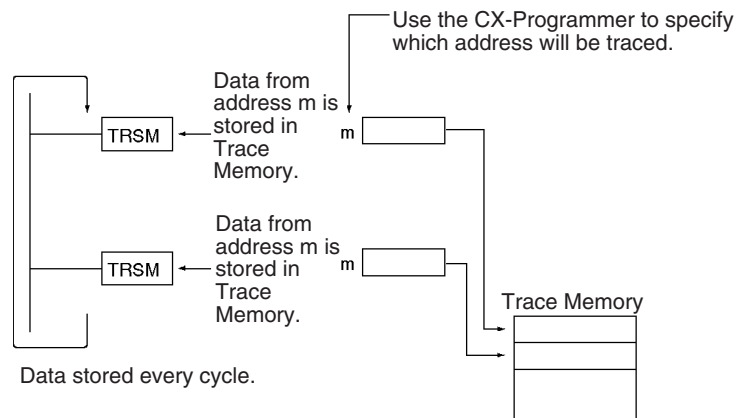 Use the CX-Programmer to specify
which address will be traced.
Data from
address m is
stored in
Trace
Memory.
TRSM
m
Data from
address m is
stored in
Trace
Memory.
TRSM
m
Trace Memory
Data stored every cycle.